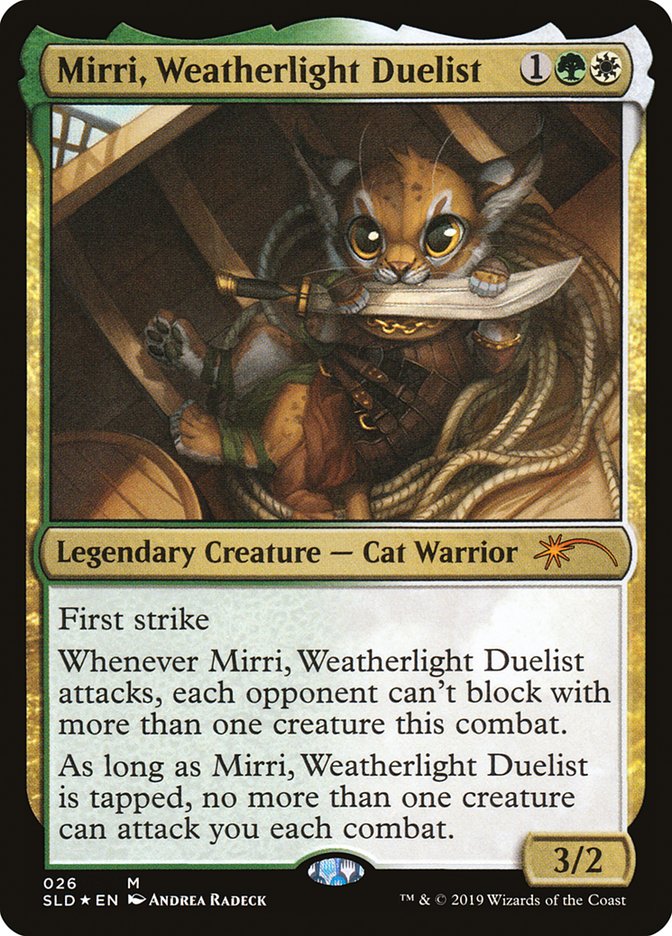 Mirri, Weatherlight Duelist 1
Legendary Creature — Cat Warrior
First strike
Whenever Mirri, Weatherlight Duelist
attacks, each opponent can't block with
more than one creature this combat.
As long as Mirri, Weatherlight Duelist
is tapped, no more than one creature
can attack you each combat.
3/2
026 M
SLD ★ EN Andrea Radeck
™ & © 2019 Wizards of the Coast